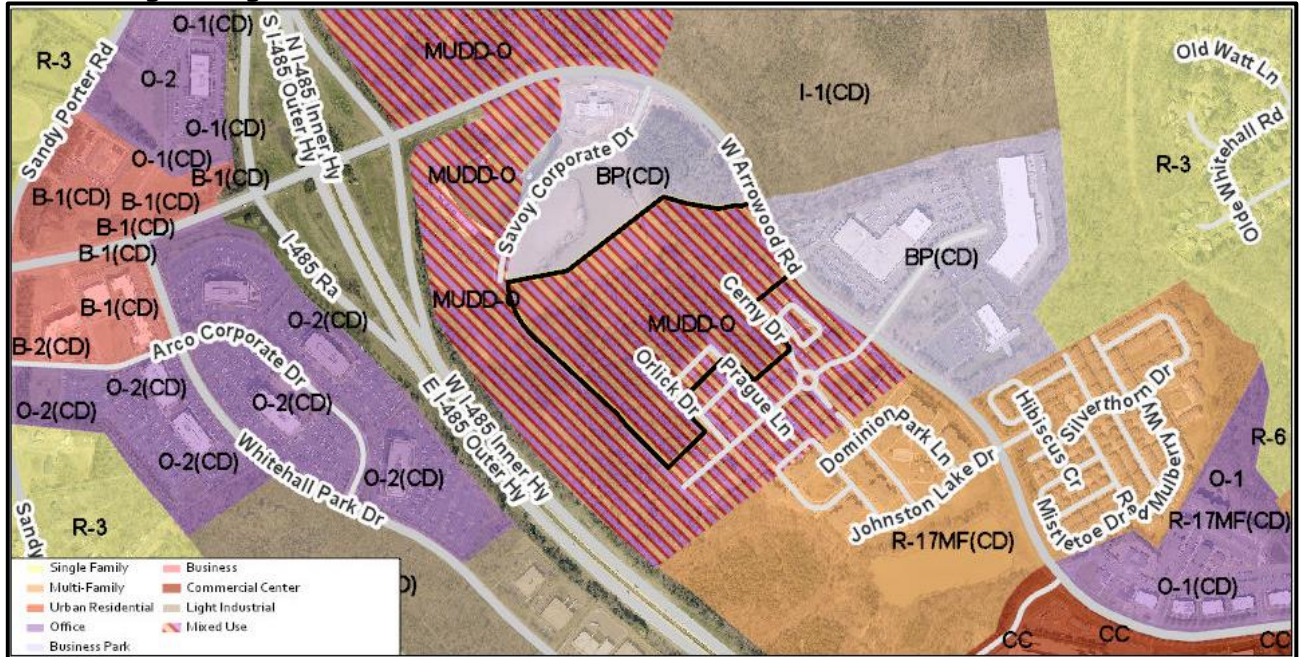 O-1(CD)
S I-485 Outer Hy
N I-485 Inner Hy
MUDD-O
R-3
Sandy Porter Rd
O-2
Old Watt Ln
I-1(CD)
Olde Whitehall Rd
R-3
O-1(CD)
O-1(CD)
B-1(CD)
B-1(CD)
B-1(CD)
B-1(CD)
B-1(CD)
B-1(CD)
MUDD-O
Savoy Corporate Dr
BP(CD)
W Arrowood Rd
BP(CD)
I-485 Ra
O-2(CD)
MUDD-O
MUDD-O
Cerny Dr
B-2(CD)
Arco Corporate Dr
O-2(CD)
O-2(CD)
O-2(CD)
O-2(CD)
O-2(CD)
Whitehall Park Dr
W I-485 Inner Hy
E I-485 Outer Hy
Orlick Dr
Prague Ln
Dominion Park Ln
Johnston Lake Dr
Hibiscus Cr
Silverthorn Dr
Red Mulberry Wy
Mistletoe Dr
R-6
O-1
R-17MF(CD)
R-17MF(CD)
O-1(CD)
R-3
Sandy
CC
CC
CC
Single Family
Multi-Family
Urban Residential
Office
Business Park
Business
Commercial Center
Light Industrial
Mixed Use